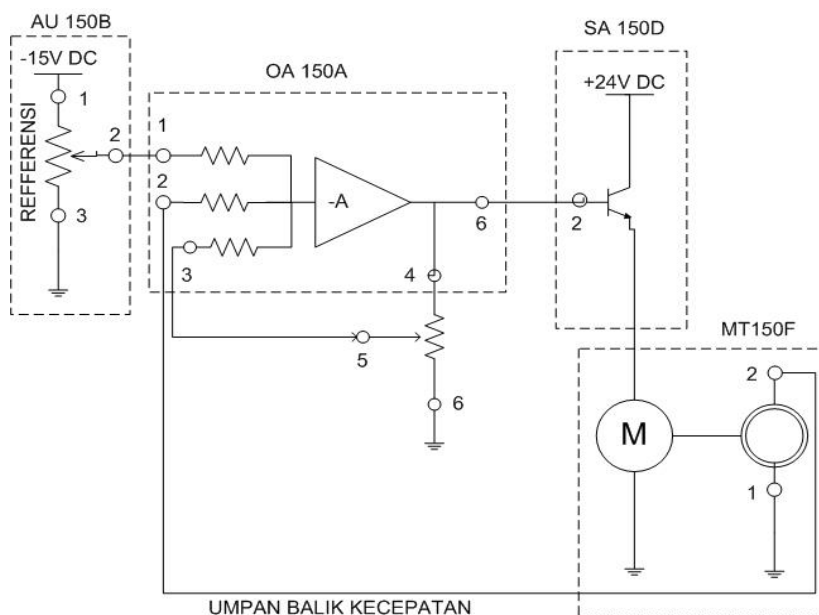 AU 150B
-15V DC
1
REFFERENSI
2
3
OA 150A
1
2
3
-A
4
6
5
6
SA 150D
+24V DC
2
MT150F
2
M
1
UMPAN BALIK KECEPATAN